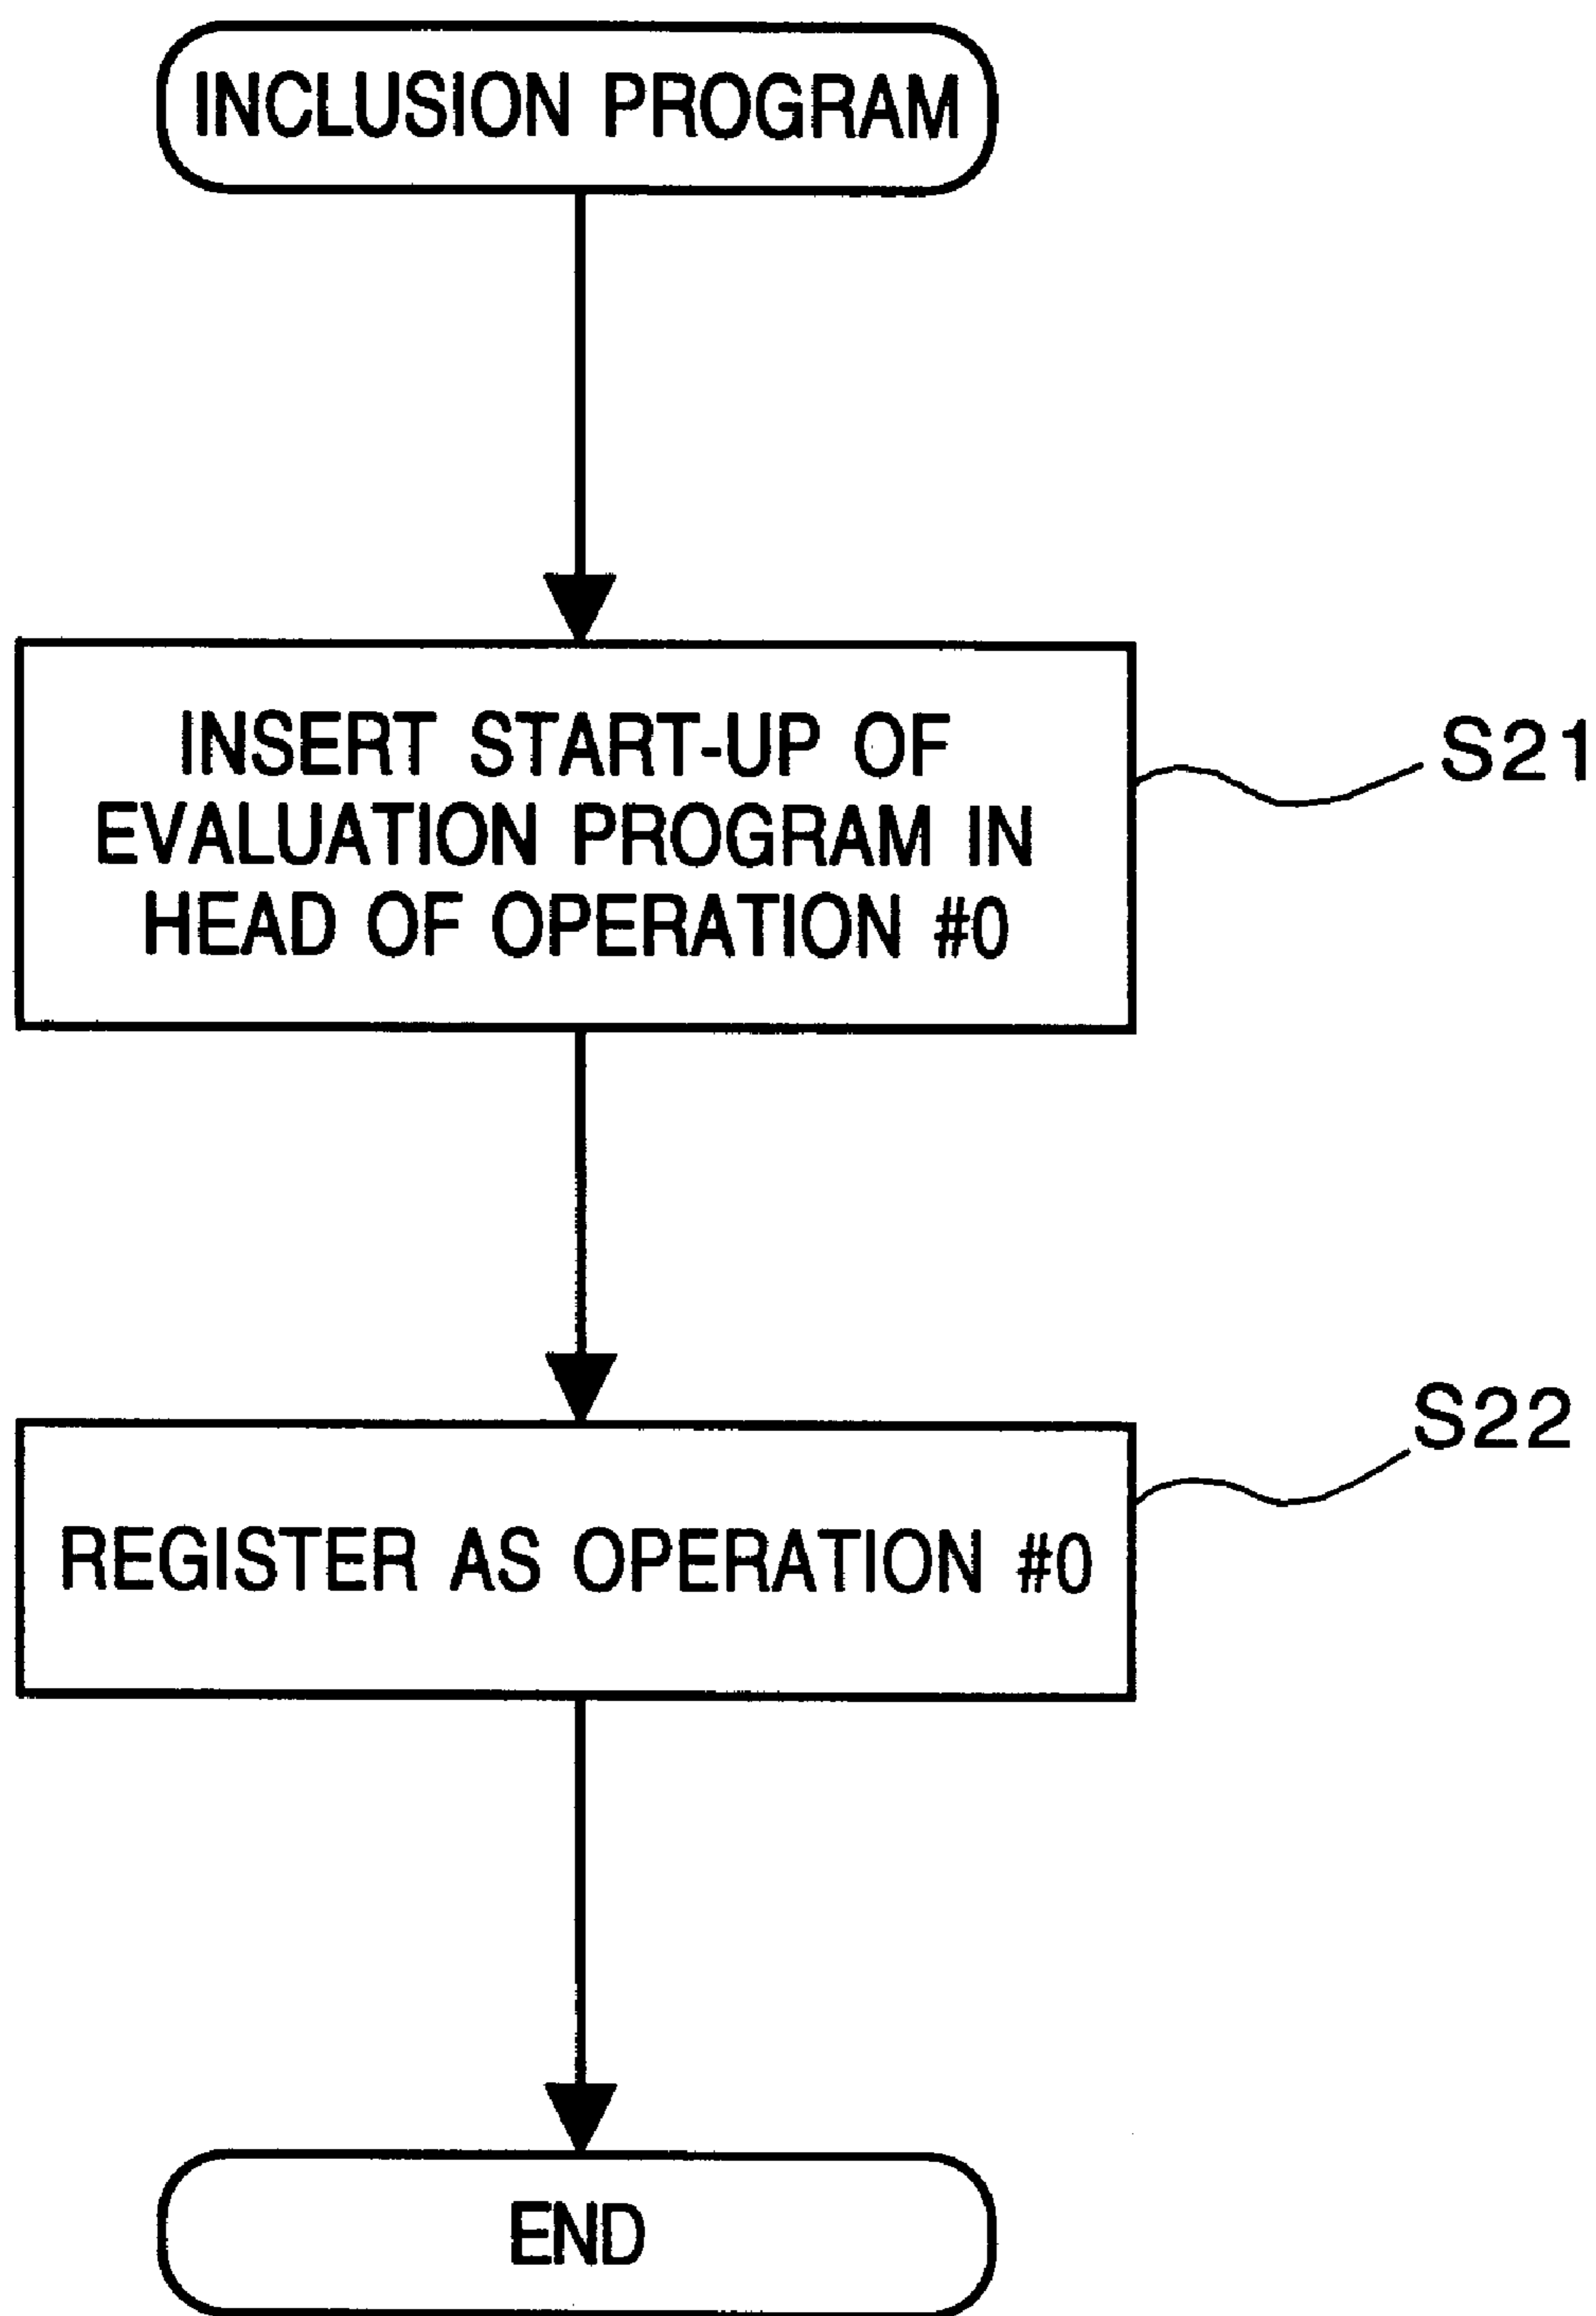 INCLUSION PROGRAM
INSERT START-UP OF
EVALUATION PROGRAM IN
HEAD OF OPERATION #0
S21
REGISTER AS OPERATION #0
S22
END